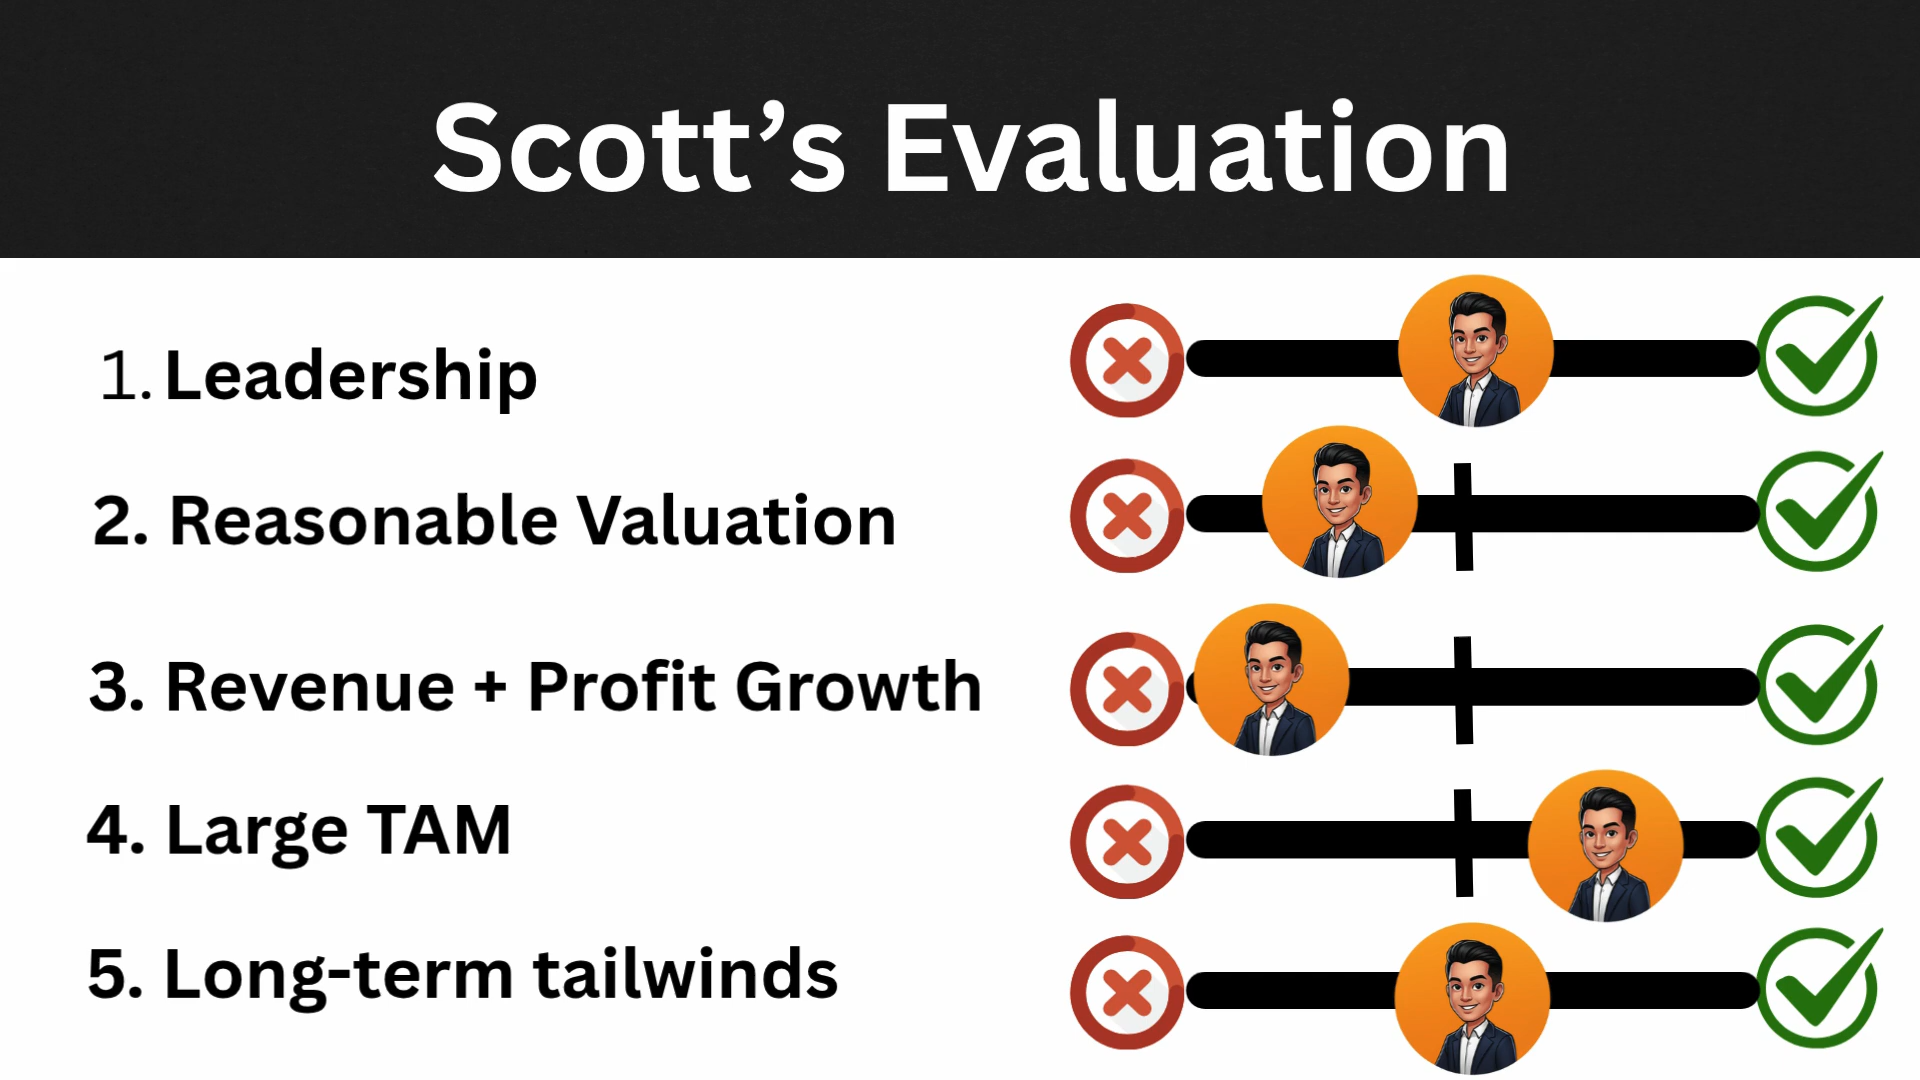 Scott’s Evaluation
1. Leadership
2. Reasonable Valuation
3. Revenue + Profit Growth
4. Large TAM
5. Long-term tailwinds